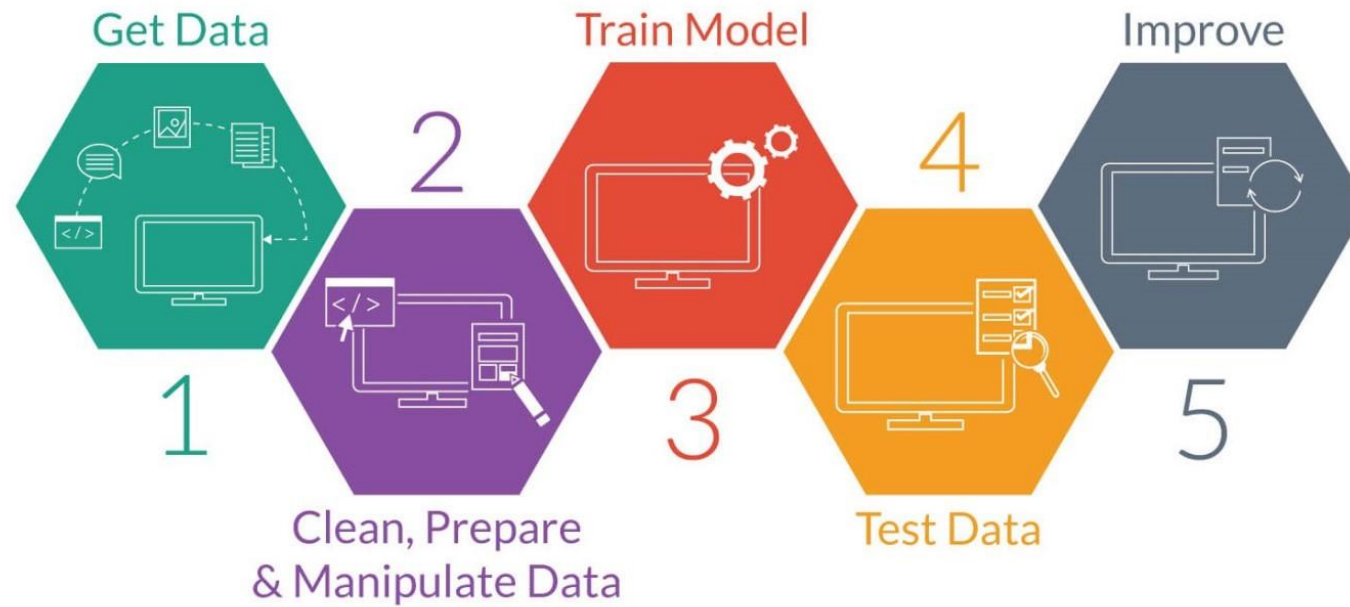 Get Data
1
</>
2
</>
Clean, Prepare
& Manipulate Data
Train Model
3
4
Test Data
Improve
5